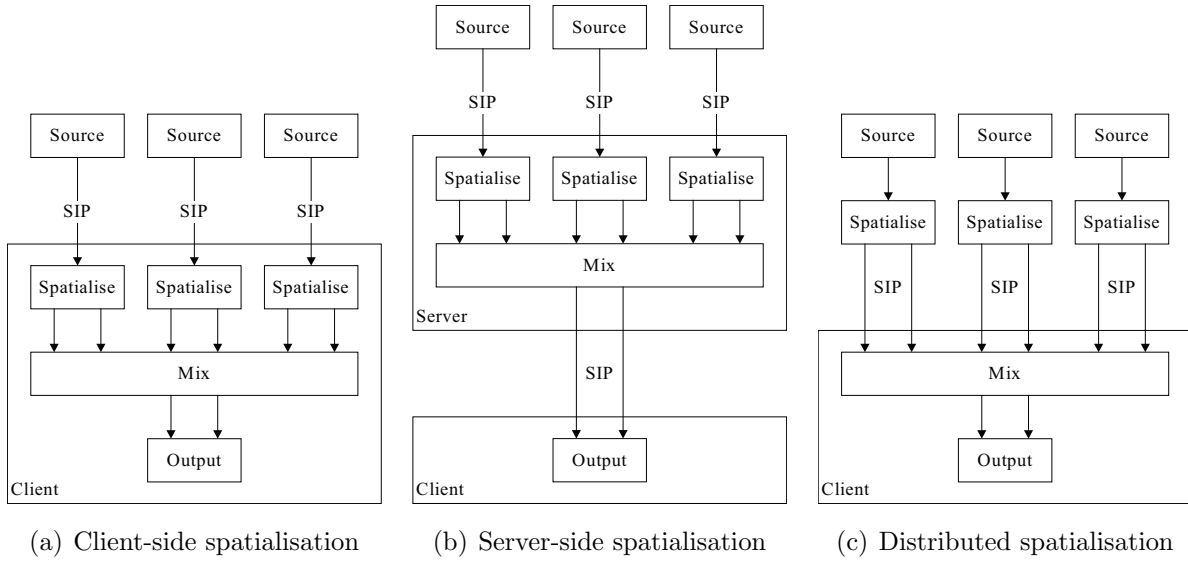 Source Source Source
SIP SIP SIP
Spatialise Spatialise Spatialise
Mix
Output
Client
(a) Client-side spatialisation
Source Source Source
SIP SIP SIP
Spatialise Spatialise Spatialise
Mix
Server
SIP
Output
Client
(b) Server-side spatialisation
Source Source Source
Spatialise Spatialise Spatialise
SIP SIP SIP
Mix
Output
Client
(c) Distributed spatialisation